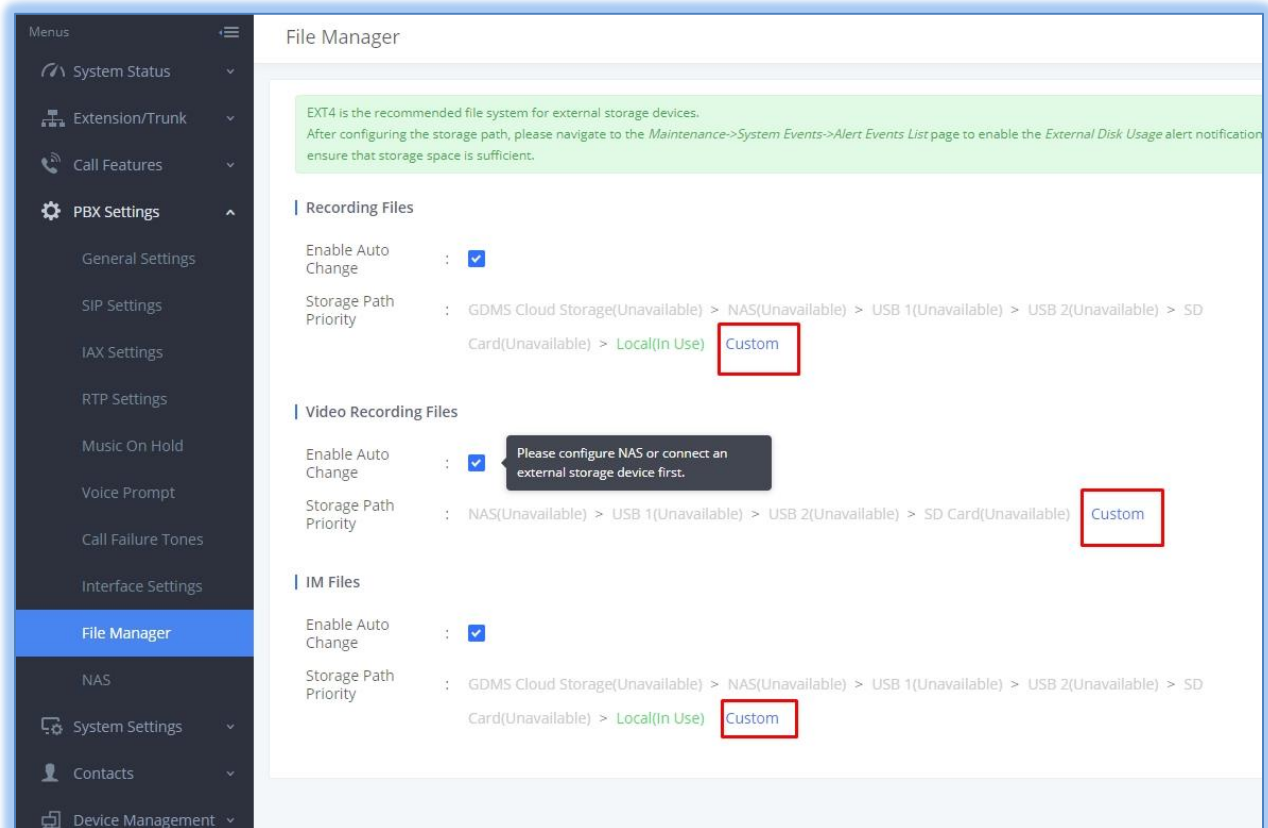 Menus
System Status
Extension/Trunk
Call Features
PBX Settings
General Settings
SIP Settings
IAX Settings
RTP Settings
Music On Hold
Voice Prompt
Call Failure Tones
Interface Settings
File Manager
NAS
System Settings
Contacts
Device Management
File Manager
EXT4 is the recommended file system for external storage devices.
After configuring the storage path, please navigate to the Maintenance->System Events->Alert Events List page to enable the External Disk Usage alert notification
ensure that storage space is sufficient.
Recording Files
Enable Auto
Change :
Storage Path
Priority :
GDMS Cloud Storage(Unavailable) > NAS(Unavailable) > USB 1(Unavailable) > USB 2(Unavailable) > SD
Card(Unavailable) > Local(In Use) Custom
Video Recording Files
Enable Auto
Change :
Please configure NAS or connect an
external storage device first.
Storage Path
Priority :
NAS(Unavailable) > USB 1(Unavailable) > USB 2(Unavailable) > SD Card(Unavailable) Custom
IM Files
Enable Auto
Change :
Storage Path
Priority :
GDMS Cloud Storage(Unavailable) > NAS(Unavailable) > USB 1(Unavailable) > USB 2(Unavailable) > SD
Card(Unavailable) > Local(In Use) Custom